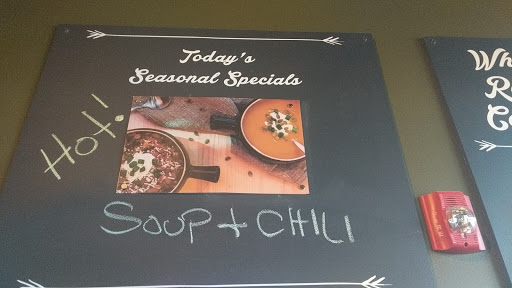 Today's
Seasonal Specials
Hot!
SOUP + CHILI